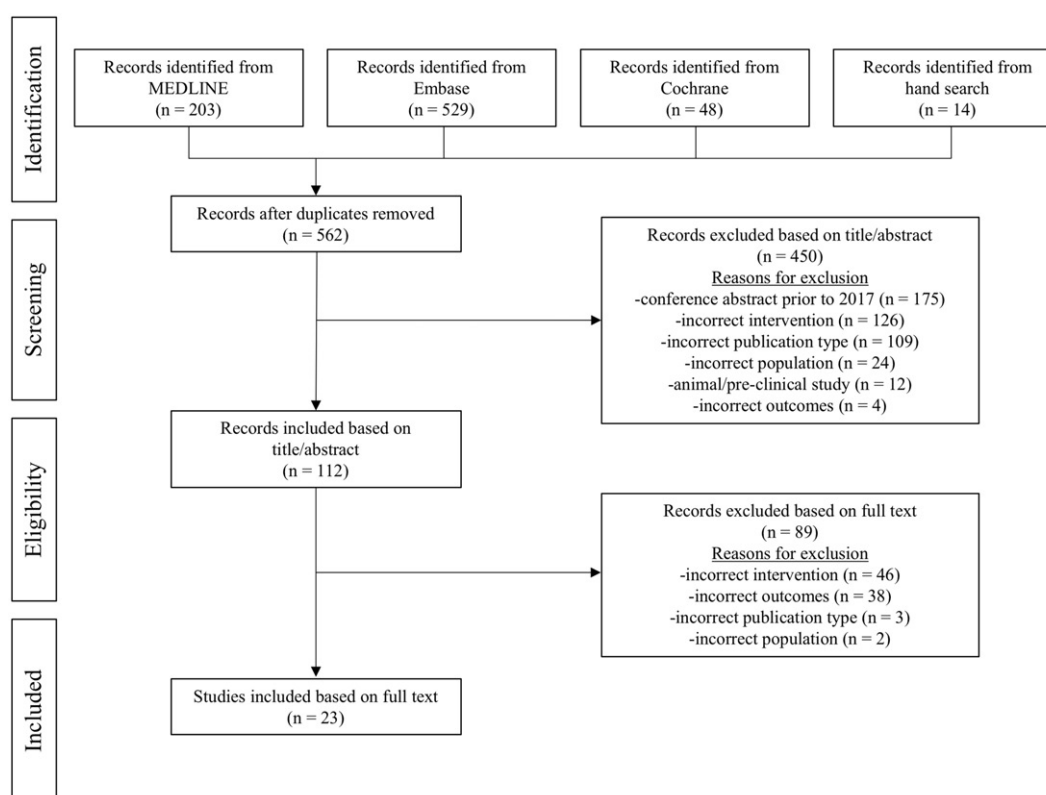 Identification
Records identified from
MEDLINE
(n = 203)
Records identified from
Embase
(n = 529)
Records identified from
Cochrane
(n = 48)
Records identified from
hand search
(n = 14)
Screening
Records after duplicates removed
(n = 562)
Records excluded based on title/abstract
(n = 450)
Reasons for exclusion
-conference abstract prior to 2017 (n = 175)
-incorrect intervention (n = 126)
-incorrect publication type (n = 109)
-incorrect population (n = 24)
-animal/pre-clinical study (n = 12)
-incorrect outcomes (n = 4)
Eligibility
Records included based on
title/abstract
(n = 112)
Records excluded based on full text
(n = 89)
Reasons for exclusion
-incorrect intervention (n = 46)
-incorrect outcomes (n = 38)
-incorrect publication type (n = 3)
-incorrect population (n = 2)
Included
Studies included based on full text
(n = 23)